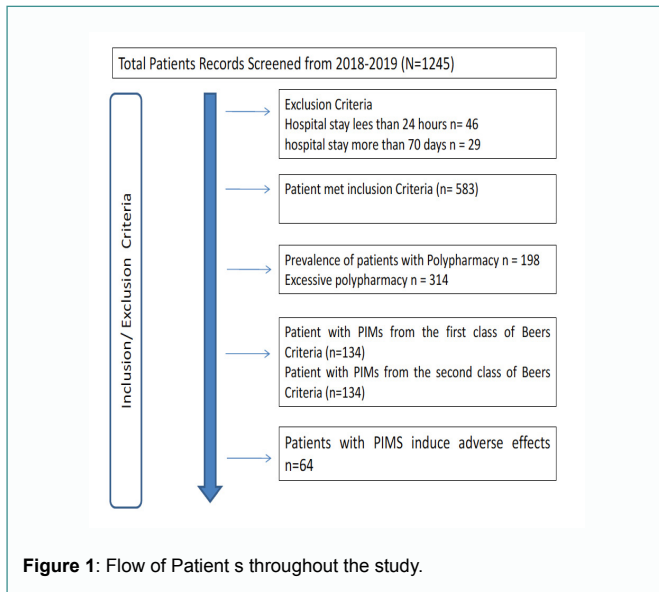 Total Patients Records Screened from 2018-2019 (N=1245)
Inclusion/ Exclusion Criteria
Exclusion Criteria
Hospital stay lees than 24 hours n= 46
hospital stay more than 70 days n = 29
Patient met inclusion Criteria (n= 583)
Prevalence of patients with Polypharmacy n = 198
Excessive polypharmacy n = 314
Patient with PIMs from the first class of Beers
Criteria (n=134)
Patient with PIMs from the second class of Beers
Criteria (n=134)
Patients with PIMS induce adverse effects
n=64
Figure 1: Flow of Patient s throughout the study.